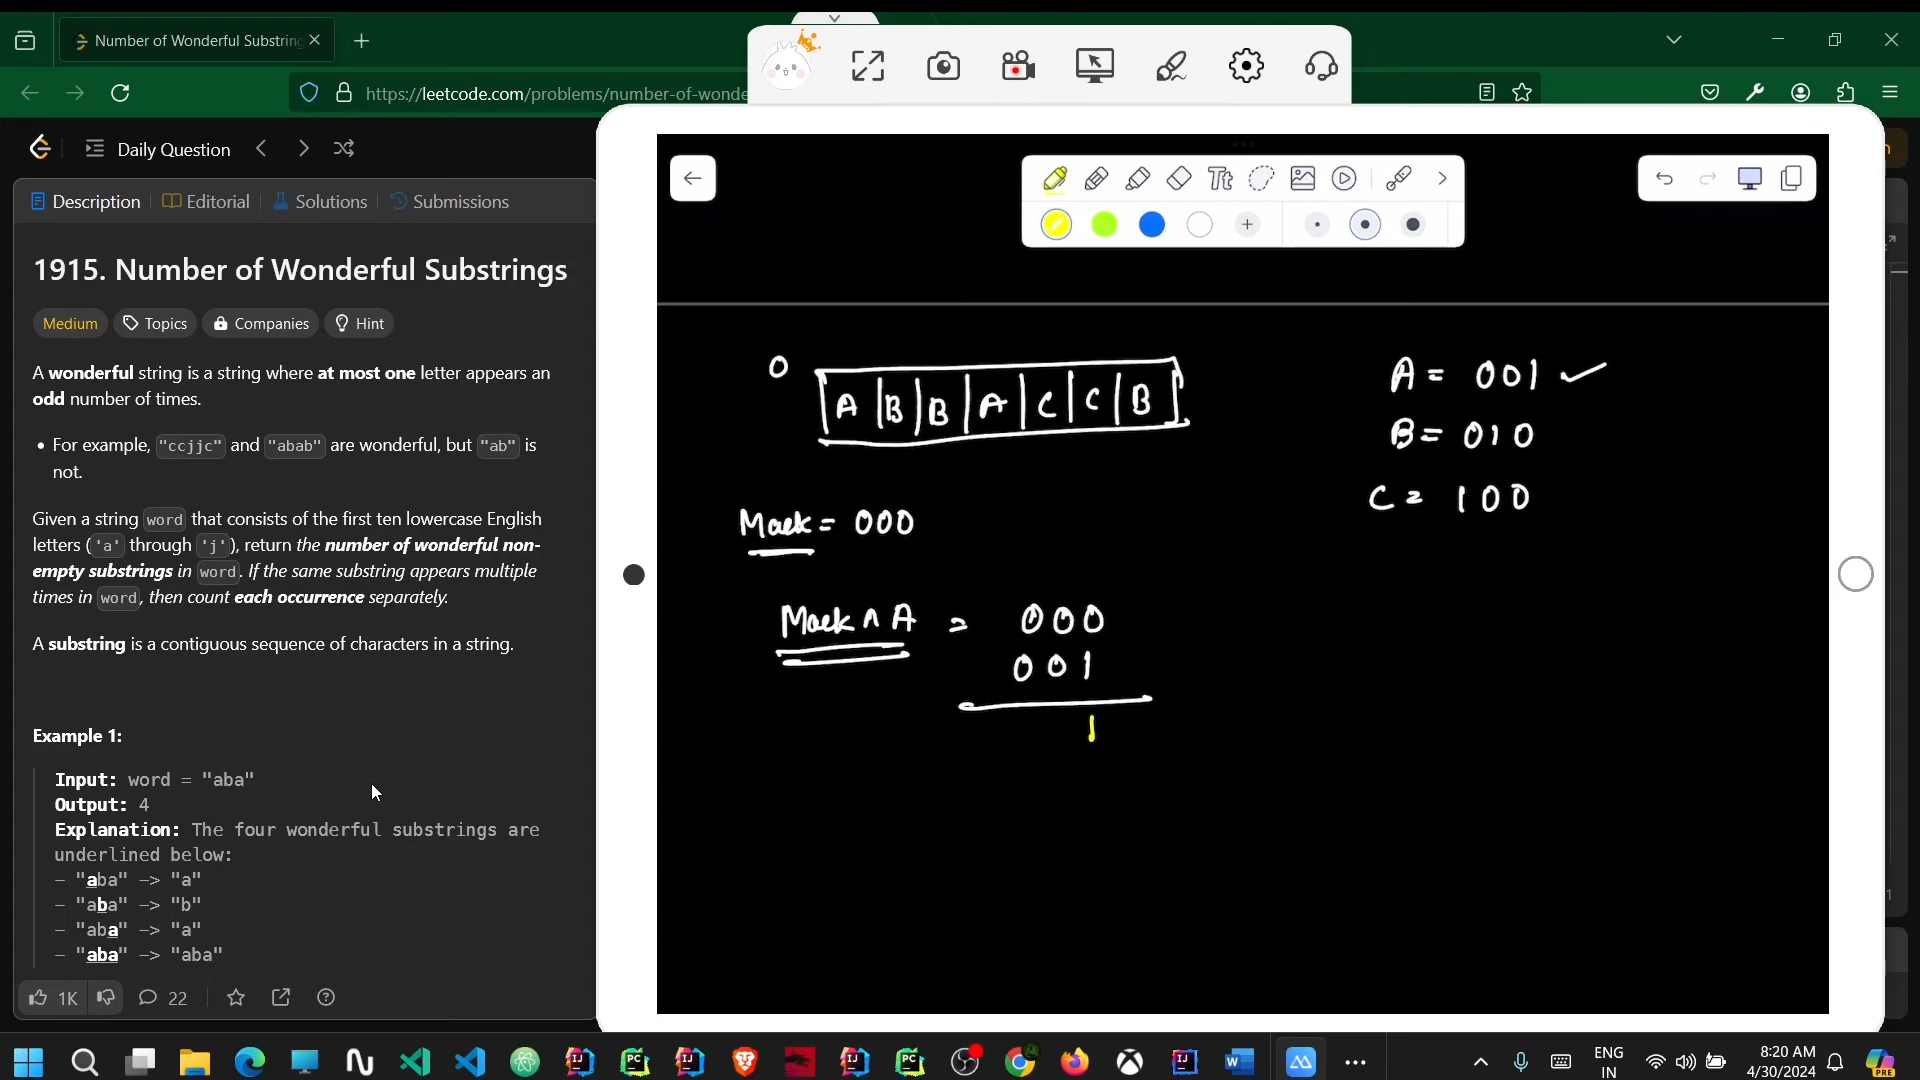 Number of Wonderful Substring
https://leetcode.com/problems/number-of-wonde
Daily Question
Description
Editorial
Solutions
Submissions
1915. Number of Wonderful Substrings
Medium
Topics
Companies
Hint
A wonderful string is a string where at most one letter appears an
odd number of times.
• For example, "ccjjc" and "abab" are wonderful, but "ab" is
not.
Given a string word that consists of the first ten lowercase English
letters ('a' through 'j'), return the number of wonderful non-
empty substrings in word. If the same substring appears multiple
times in word, then count each occurrence separately.
A substring is a contiguous sequence of characters in a string.
Example 1:
Input: word = "aba"
Output: 4
Explanation: The four wonderful substrings are
underlined below:
- "aba" -> "a"
- "aba" -> "b"
- "aba" -> "a"
- "aba" -> "aba"
1K
22
Tt
0
A B B A C C B
A = 001 ✓
B = 010
C = 100
Mask = 000
Mask ^ A = 000
001
1
ENG
IN
8:20 AM
4/30/2024
PRE